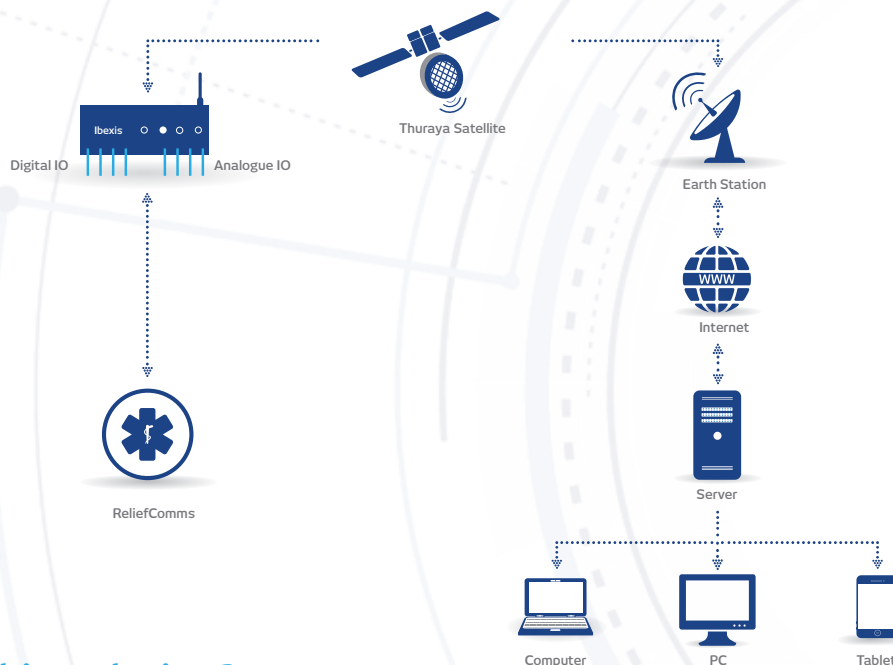 Thuraya Satellite
Ibexis
Digital IO
Analogue IO
Earth Station
WWW
Internet
Server
ReliefComms
Computer
PC
Tablet